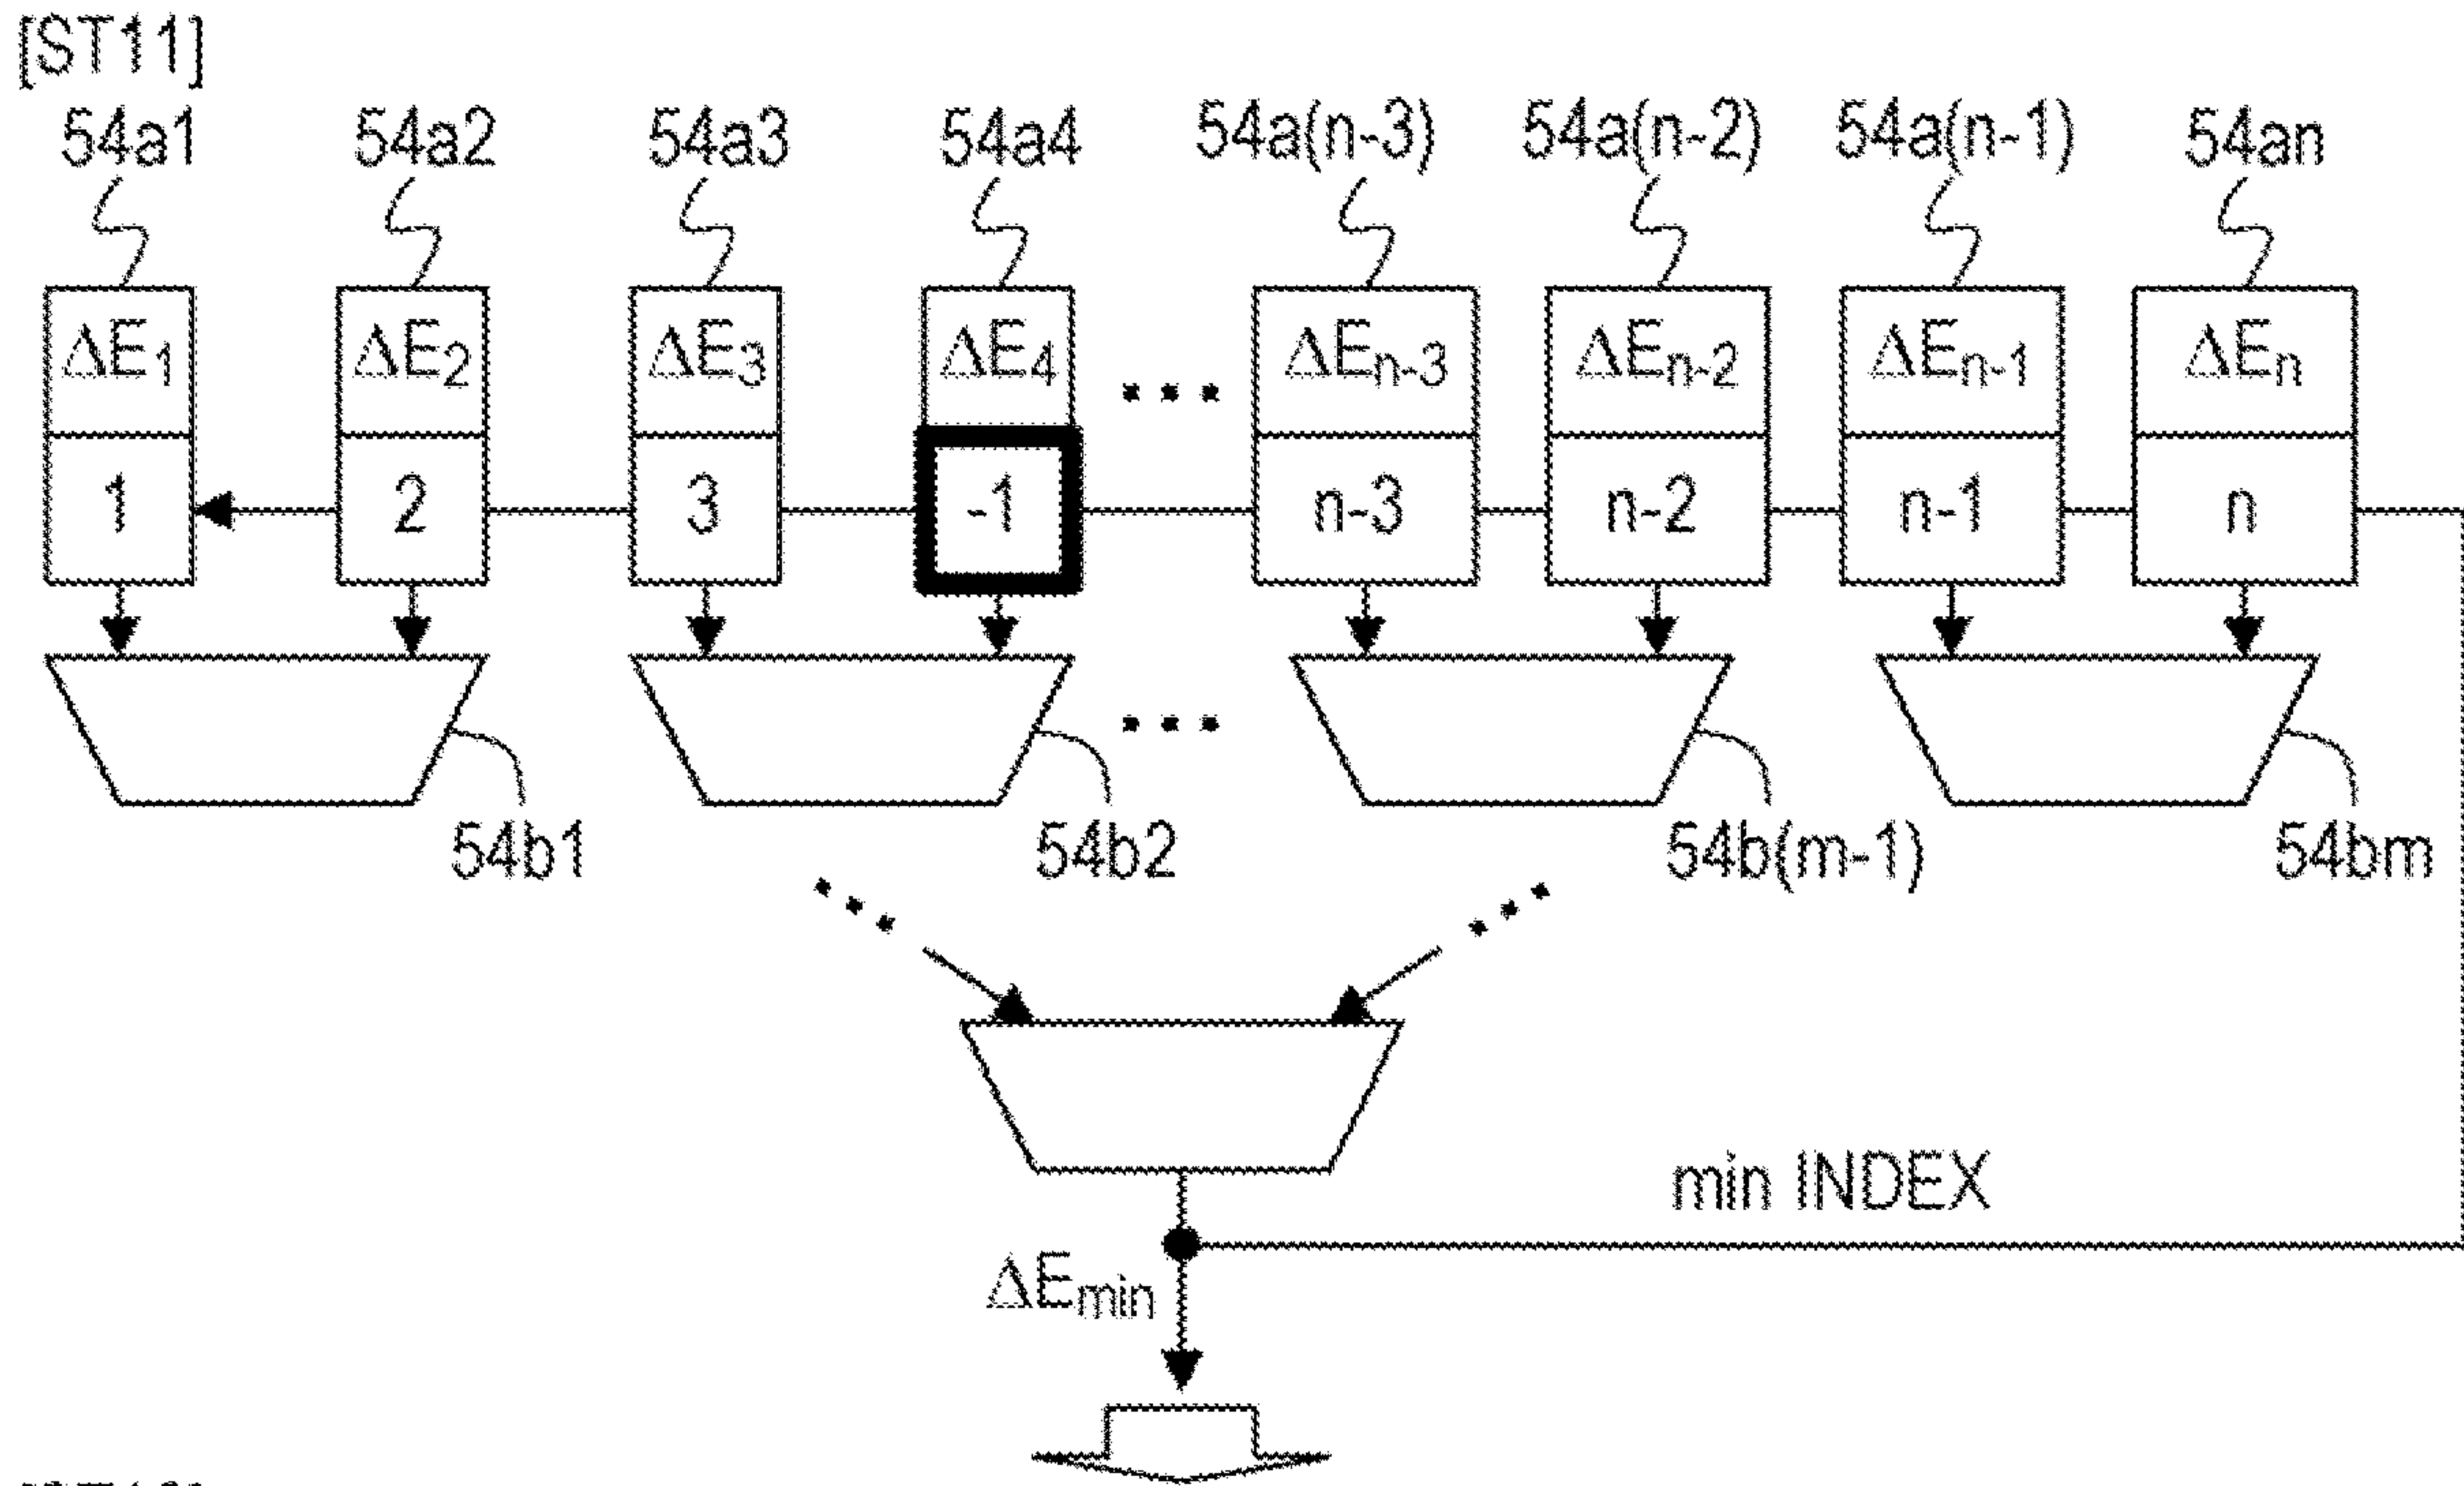 [ST11]
54a1 54a2 54a3 54a4 54a(n-3) 54a(n-2) 54a(n-1) 54an
ΔE1 ΔE2 ΔE3 ΔE4 ... ΔEn-3 ΔEn-2 ΔEn-1 ΔEn
1 2 3 -1 n-3 n-2 n-1 n
...
54b1 54b2 54b(m-1) 54bm
min INDEX
ΔEmin